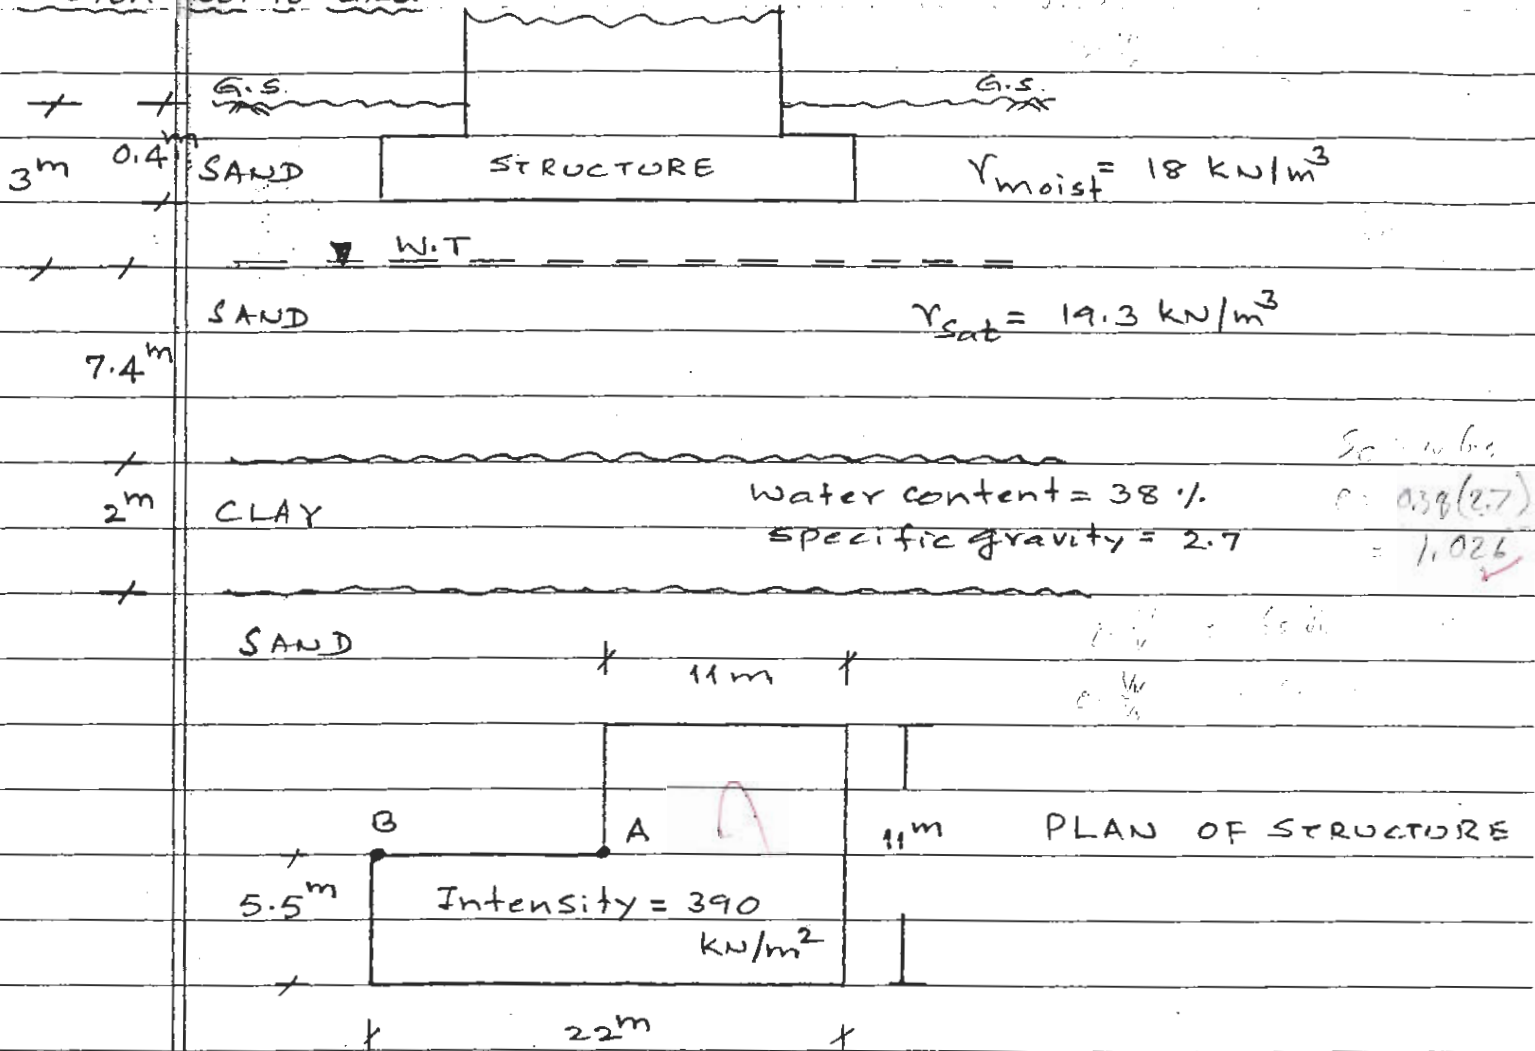 G.S.
G.S.
3m
0.4m
SAND
STRUCTURE
γmoist = 18 kN/m³
W.T
SAND
γsat = 19.3 kN/m³
7.4m
2m
CLAY
Water content = 38 %
Specific gravity = 2.7
0.38(2.7)
= 1.026
SAND
11m
B
A
11m
PLAN OF STRUCTURE
5.5m
Intensity = 390
kN/m²
22m